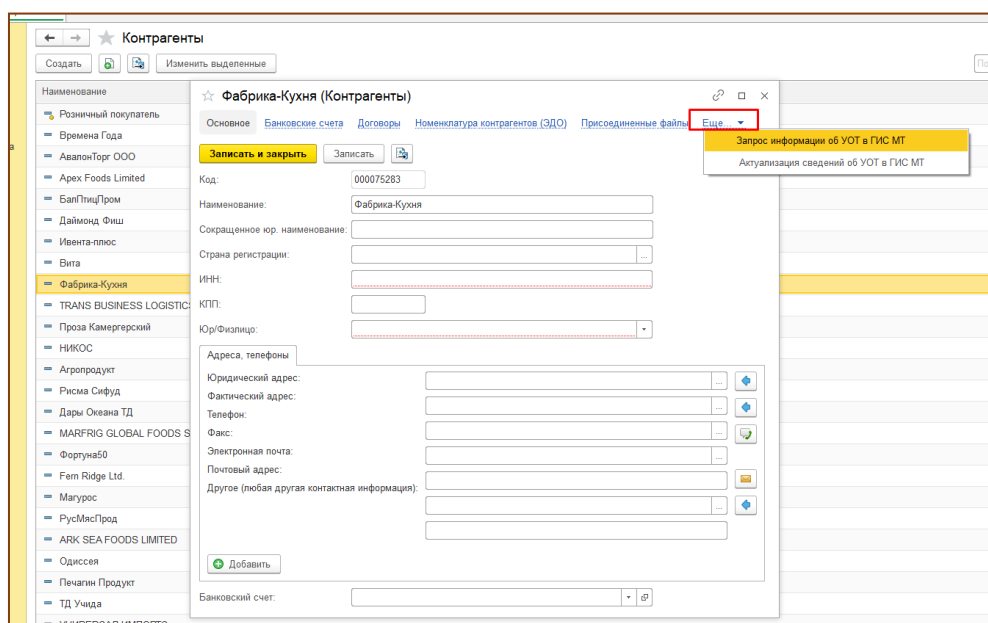 Контрагенты
Создать Изменить выделенные
Наименование
Розничный покупатель
Времена Года
АвалонТорг ООО
Apex Foods Limited
БалПтицПром
Даймонд Фиш
Ивента-плюс
Вита
Фабрика-Кухня
TRANS BUSINESS LOGISTIC
Проза Камергерский
НИКОС
Агропродукт
Рисма Сифуд
Дары Океана ТД
MARFRIG GLOBAL FOODS S
Фортуна50
Fern Ridge Ltd.
Магурос
РусМясПрод
ARK SEA FOODS LIMITED
Одиссея
Печагин Продукт
ТД Учида
Фабрика-Кухня (Контрагенты)
Основное Банковские счета Договоры Номенклатура контрагентов (ЭДО) Присоединенные файлы Еще...
Запрос информации об УОТ в ГИС МТ
Актуализация сведений об УОТ в ГИС МТ
Записать и закрыть Записать
Код: 000075283
Наименование: Фабрика-Кухня
Сокращенное юр. наименование:
Страна регистрации:
ИНН:
КПП:
Юр/Физлицо:
Адреса, телефоны
Юридический адрес:
Фактический адрес:
Телефон:
Факс:
Электронная почта:
Почтовый адрес:
Другое (любая другая контактная информация):
Добавить
Банковский счет: